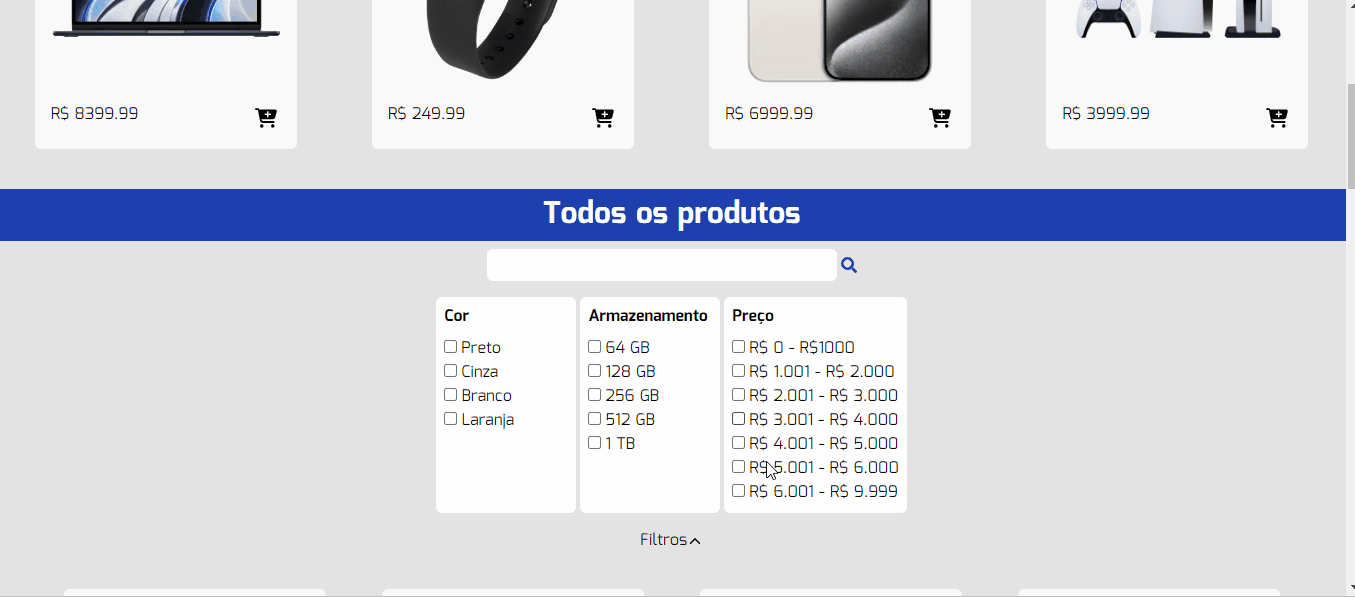 R$ 8399.99
R$ 249.99
R$ 6999.99
R$ 3999.99
Todos os produtos
Cor
Preto
Cinza
Branco
Laranja
Armazenamento
64 GB
128 GB
256 GB
512 GB
1 TB
Preço
R$ 0 - R$1000
R$ 1.001 - R$ 2.000
R$ 2.001 - R$ 3.000
R$ 3.001 - R$ 4.000
R$ 4.001 - R$ 5.000
R$ 5.001 - R$ 6.000
R$ 6.001 - R$ 9.999
Filtros